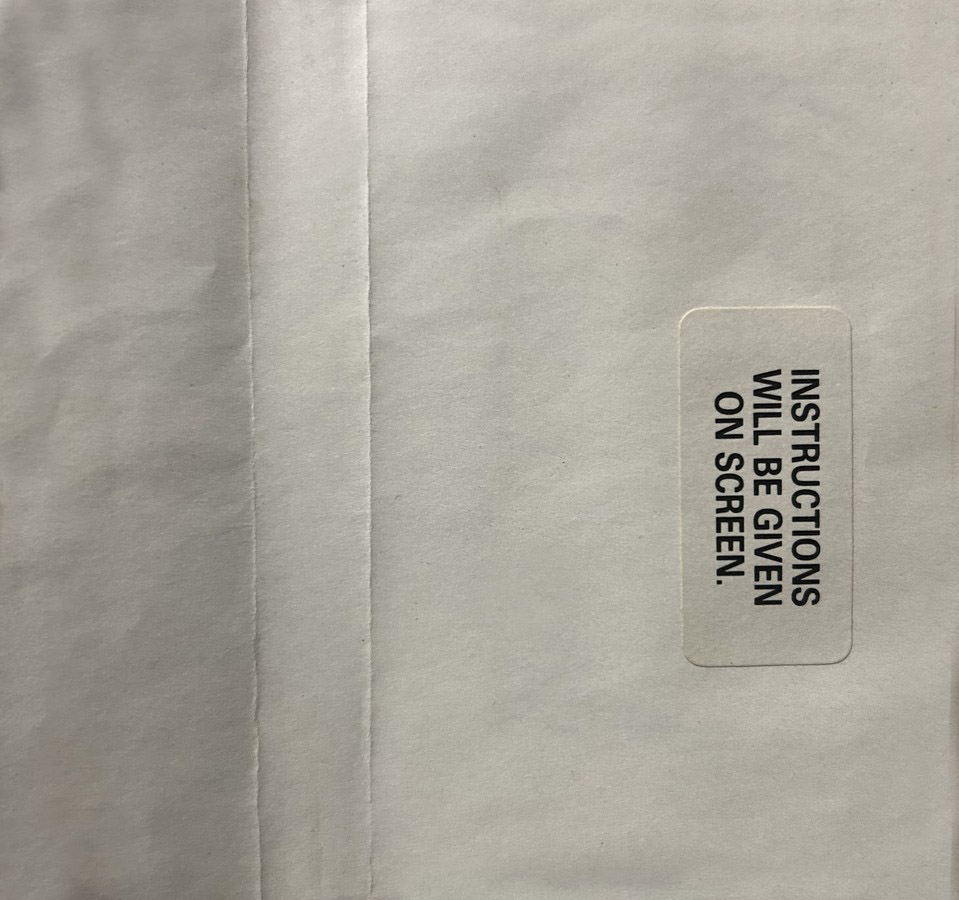 INSTRUCTIONS
WILL BE GIVEN
ON SCREEN.